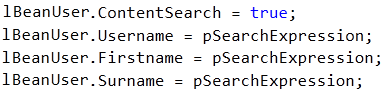 lBeanUser.ContentSearch = true;
lBeanUser.Username = pSearchExpression;
lBeanUser.Firstname = pSearchExpression;
lBeanUser.Surname = pSearchExpression;